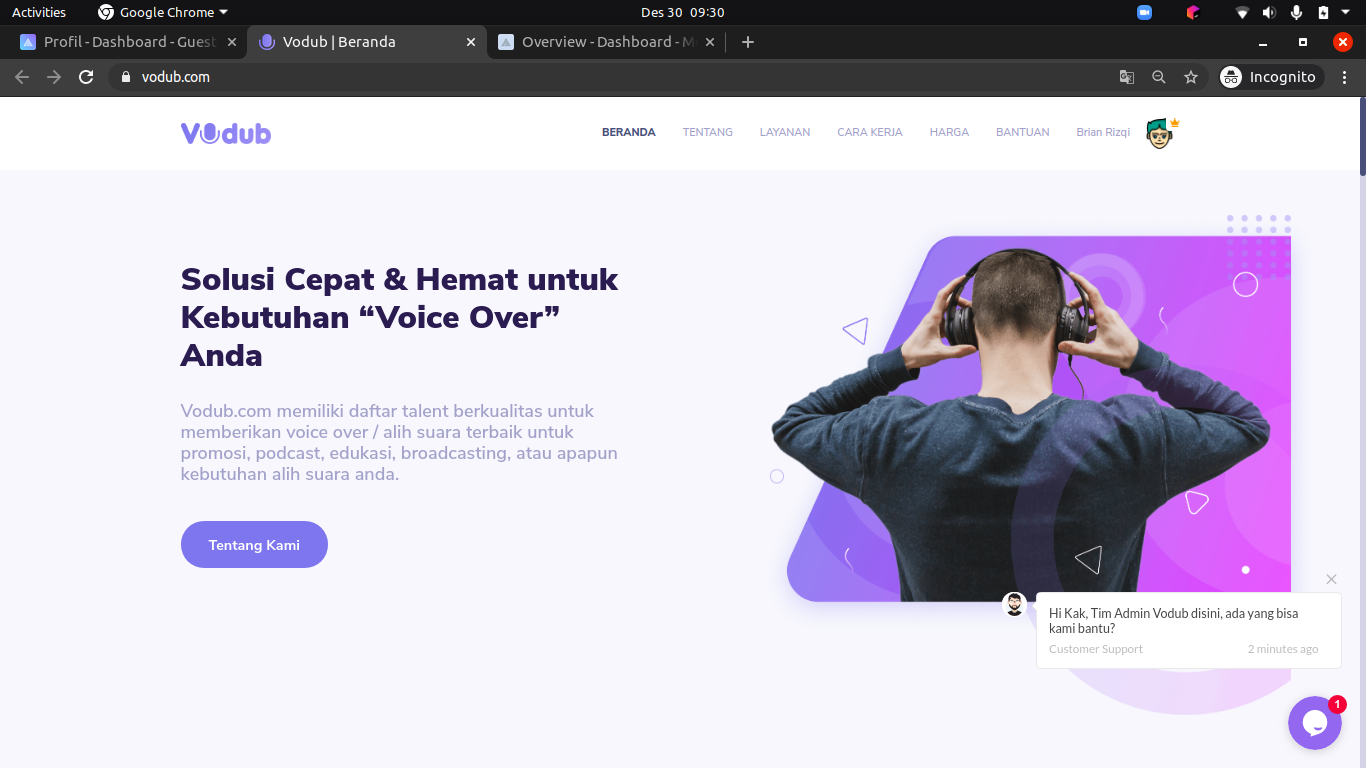 Activities
Google Chrome
Des 30 09:30
Profil - Dashboard - Guest
Vodub | Beranda
Overview - Dashboard - M
vodub.com
Incognito
Vodub
BERANDA
TENTANG
LAYANAN
CARA KERJA
HARGA
BANTUAN
Brian Rizqi
Solusi Cepat & Hemat untuk
Kebutuhan “Voice Over”
Anda
Vodub.com memiliki daftar talent berkualitas untuk
memberikan voice over / alih suara terbaik untuk
promosi, podcast, edukasi, broadcasting, atau apapun
kebutuhan alih suara anda.
Tentang Kami
Hi Kak, Tim Admin Vodub disini, ada yang bisa
kami bantu?
Customer Support
2 minutes ago
1